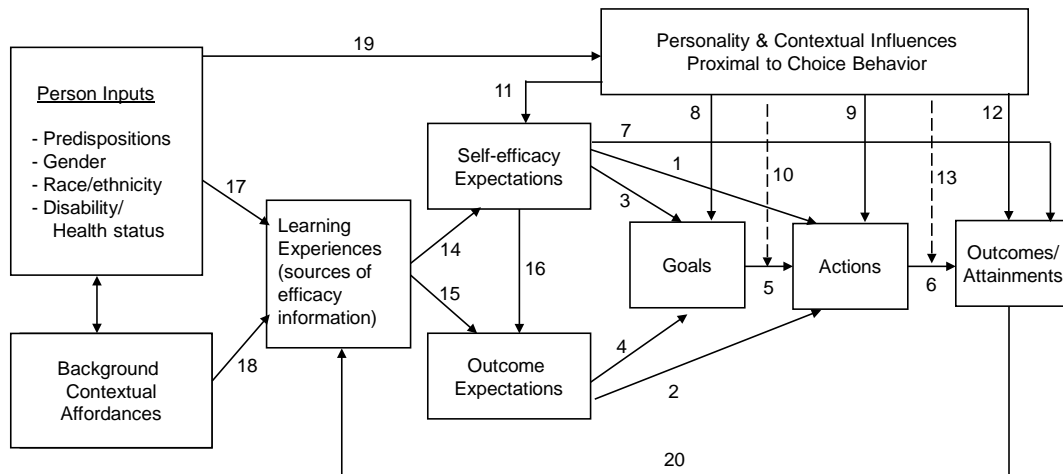 19
Personality & Contextual Influences
Proximal to Choice Behavior
Person Inputs
- Predispositions
- Gender
- Race/ethnicity
- Disability/
Health status
11
8
9
12
7
Self-efficacy
Expectations
1
10
13
17
3
Learning
Experiences
(sources of
efficacy
information)
14
16
Goals
5
Actions
6
Outcomes/
Attainments
15
4
18
Background
Contextual
Affordances
Outcome
Expectations
2
20